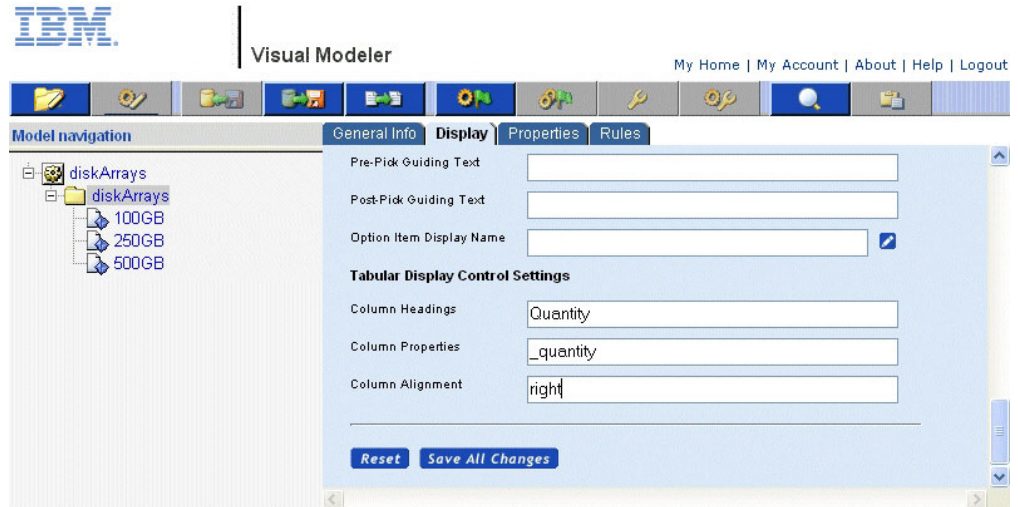 IBM.
Visual Modeler
My Home | My Account | About | Help | Logout
Model navigation
General Info Display Properties Rules
diskArrays
diskArrays
100GB
250GB
500GB
Pre-Pick Guiding Text
Post-Pick Guiding Text
Option Item Display Name
Tabular Display Control Settings
Column Headings Quantity
Column Properties _quantity
Column Alignment right
Reset Save All Changes